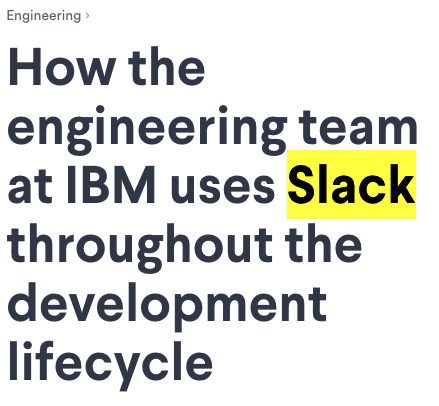 Engineering ›
How the
engineering team
at IBM uses Slack
throughout the
development
lifecycle